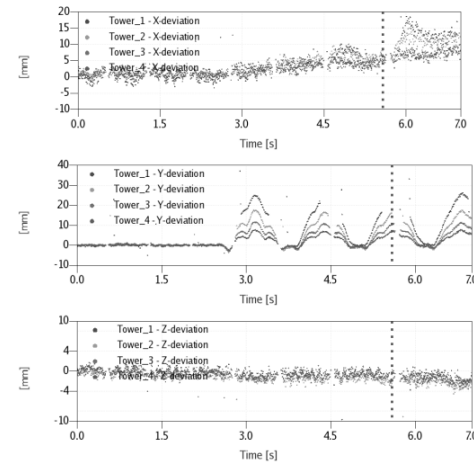 20
15
10
5
0
-5
-10
[mm]
Tower_1 - X-deviation
Tower_2 - X-deviation
Tower_3 - X-deviation
Tower_4 - X-deviation
0.0 1.5 3.0 4.5 6.0 7.0
Time [s]
40
30
20
10
0
-10
[mm]
Tower_1 - Y-deviation
Tower_2 - Y-deviation
Tower_3 - Y-deviation
Tower_4 - Y-deviation
0.0 1.5 3.0 4.5 6.0 7.0
Time [s]
10
4
0
-4
-10
[mm]
Tower_1 - Z-deviation
Tower_2 - Z-deviation
Tower_3 - Z-deviation
Tower_4 - Z-deviation
0.0 1.5 3.0 4.5 6.0 7.0
Time [s]